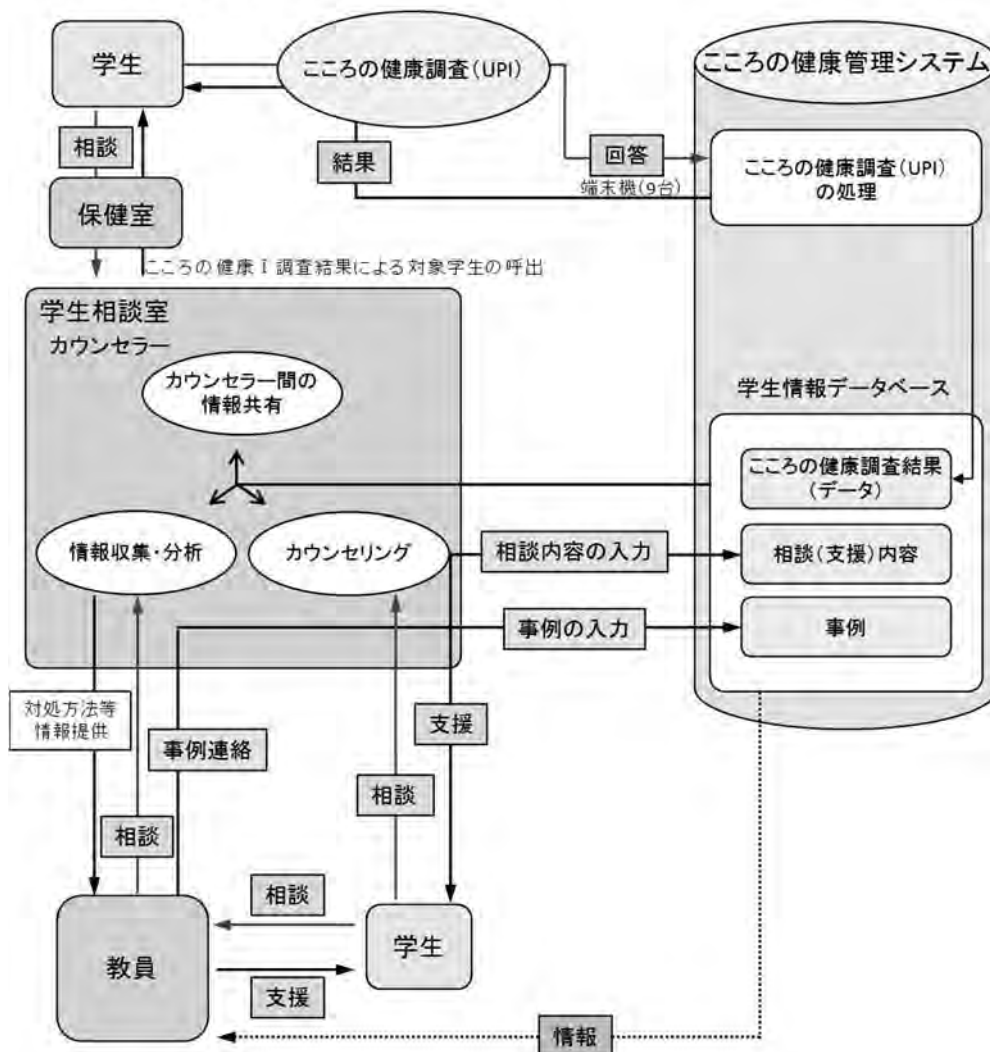 学生
こころの健康調査(UPI)
こころの健康管理システム
相談
結果
回答
端末機(9台)
こころの健康調査(UPI)
の処理
保健室
こころの健康Ⅰ調査結果による対象学生の呼出
学生相談室
カウンセラー
カウンセラー間の
情報共有
学生情報データベース
こころの健康調査結果
(データ)
情報収集・分析
カウンセリング
相談内容の入力
相談(支援)内容
事例の入力
事例
対処方法等
情報提供
事例連絡
支援
相談
相談
相談
教員
学生
支援
情報